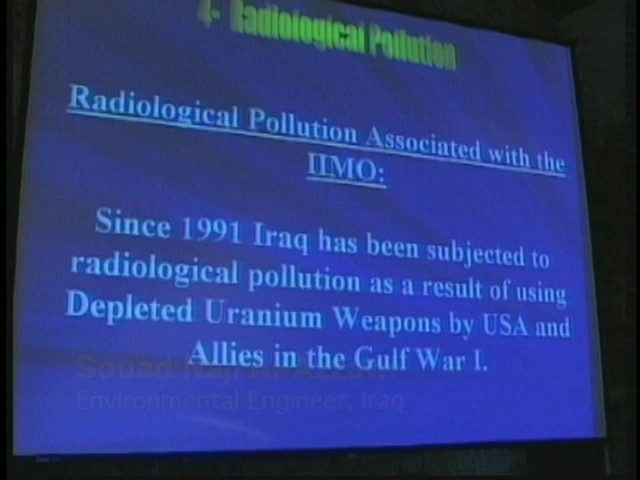 4- Radiological Pollution
Radiological Pollution Associated with the
IIMO:
Since 1991 Iraq has been subjected to
radiological pollution as a result of using
Depleted Uranium Weapons by USA and
Allies in the Gulf War I.
Souad
Environmental Engineer, Iraq